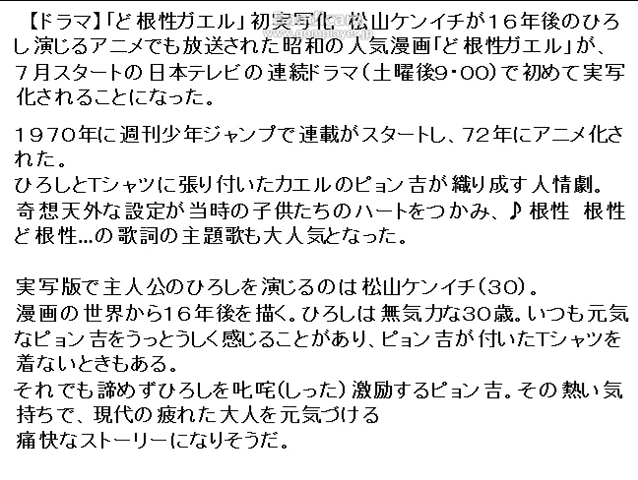 【ドラマ】「ど根性ガエル」初実写化 松山ケンイチが１６年後のひろ
し演じるアニメでも放送された昭和の人気漫画「ど根性ガエル」が、
７月スタートの日本テレビの連続ドラマ（土曜後９・００）で初めて実写
化されることになった。
１９７０年に週刊少年ジャンプで連載がスタートし、７２年にアニメ化さ
れた。
ひろしとTシャツに張り付いたカエルのピョン吉が織り成す人情劇。
奇想天外な設定が当時の子供たちのハートをつかみ、♪根性 根性
ど根性...の歌詞の主題歌も大人気となった。
実写版で主人公のひろしを演じるのは松山ケンイチ（３０）。
漫画の世界から１６年後を描く。ひろしは無気力な３０歳。いつも元気
なピョン吉をうっとうしく感じることがあり、ピョン吉が付いたTシャツを
着ないときもある。
それでも諦めずひろしを叱咤（しった）激励するピョン吉。その熱い気
持ちで、現代の疲れた大人を元気づける
痛快なストーリーになりそうだ。